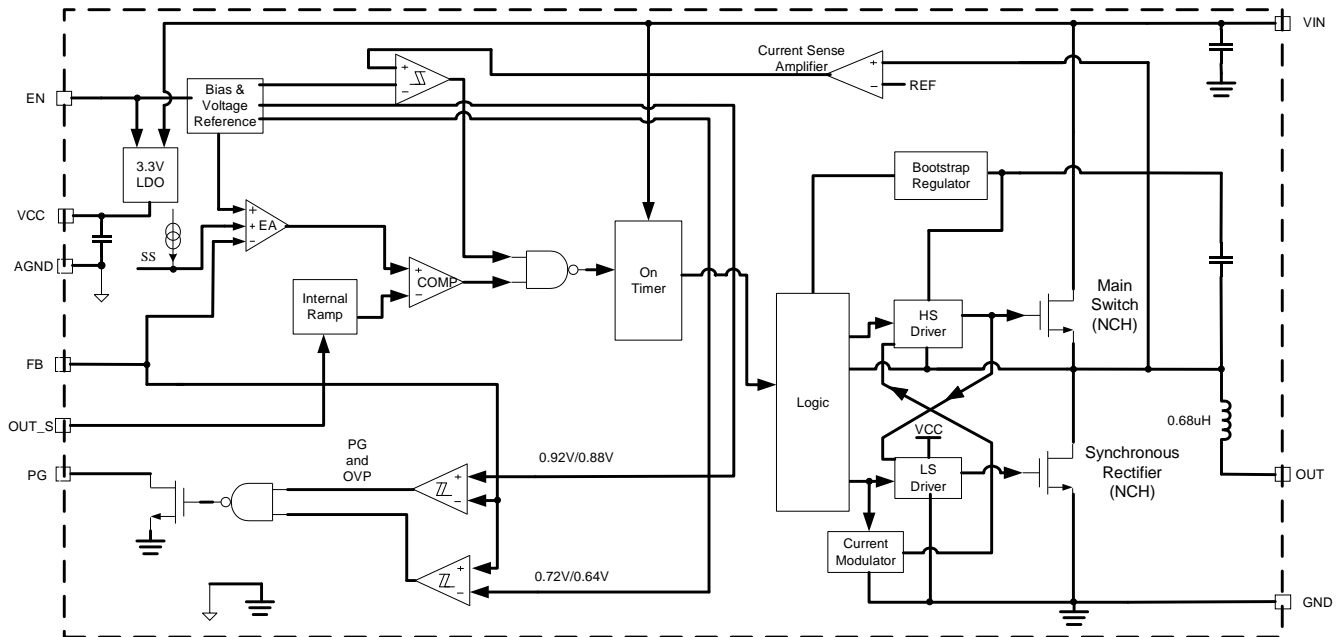 VIN
Current Sense
Amplifier
+
−
REF
+
−
EN
Bias &
Voltage
Reference
3.3V
LDO
Bootstrap
Regulator
VCC
AGND
SS
+
+ EA
−
+
COMP
−
On
Timer
Internal
Ramp
HS
Driver
Main
Switch
(NCH)
FB
Logic
OUT_S
0.68uH
VCC
LS
Driver
Synchronous
Rectifier
(NCH)
PG
and
OVP
0.92V/0.88V
PG
+
−
OUT
Current
Modulator
+
−
0.72V/0.64V
GND